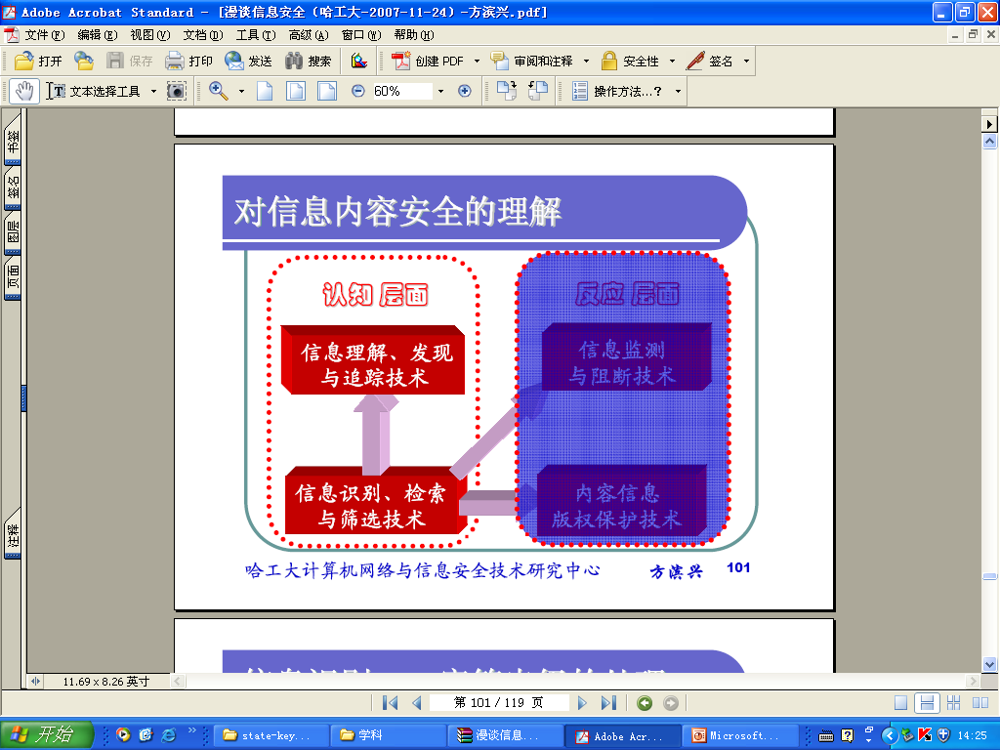 Adobe Acrobat Standard - [漫谈信息安全（哈工大-2007-11-24）-方滨兴.pdf]
文件(F) 编辑(E) 视图(V) 文档(D) 工具(T) 高级(A) 窗口(W) 帮助(H)
打开 保存 打印 发送 搜索 创建 PDF 审阅和注释 安全性 签名
文本选择工具 60% 操作方法...?
书签
签名
图层
页面
注释
对信息内容安全的理解
认知 层面 反应 层面
信息理解、发现
与追踪技术
信息监测
与阻断技术
信息识别、检索
与筛选技术
内容信息
版权保护技术
哈工大计算机网络与信息安全技术研究中心 方滨兴 101
11.69 x 8.26 英寸
第 101 / 119 页
开始 state-key... 学科 漫谈信息... Adobe Acr... Microsoft... 14:25